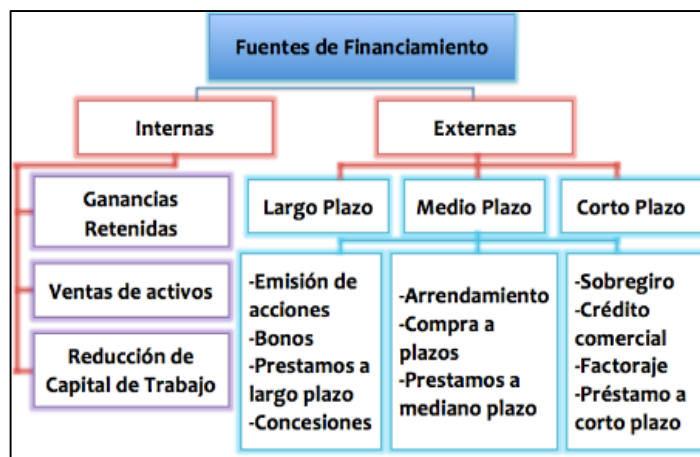 Fuentes de Financiamiento
Internas
Externas
Ganancias
Retenidas
Ventas de activos
Reducción de
Capital de Trabajo
Largo Plazo
Medio Plazo
Corto Plazo
-Emisión de
acciones
-Bonos
-Prestamos a
largo plazo
-Concesiones
-Arrendamiento
-Compra a
plazos
-Prestamos a
mediano plazo
-Sobregiro
-Crédito
comercial
-Factoraje
-Préstamo a
corto plazo